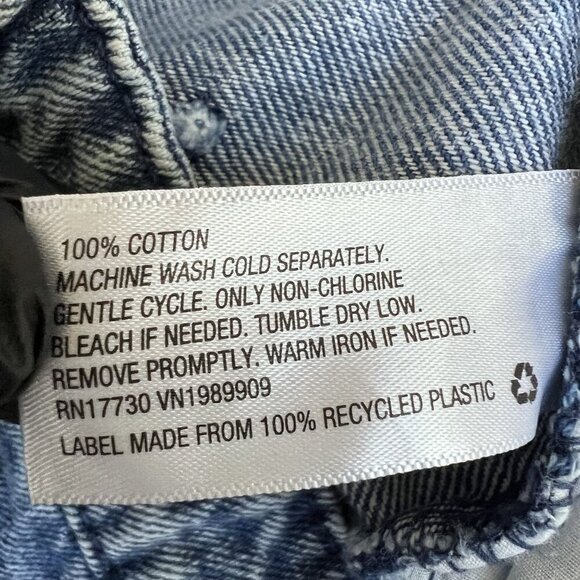 100% COTTON
MACHINE WASH COLD SEPARATELY.
GENTLE CYCLE. ONLY NON-CHLORINE
BLEACH IF NEEDED. TUMBLE DRY LOW.
REMOVE PROMPTLY. WARM IRON IF NEEDED.
RN17730 VN1989909
LABEL MADE FROM 100% RECYCLED PLASTIC